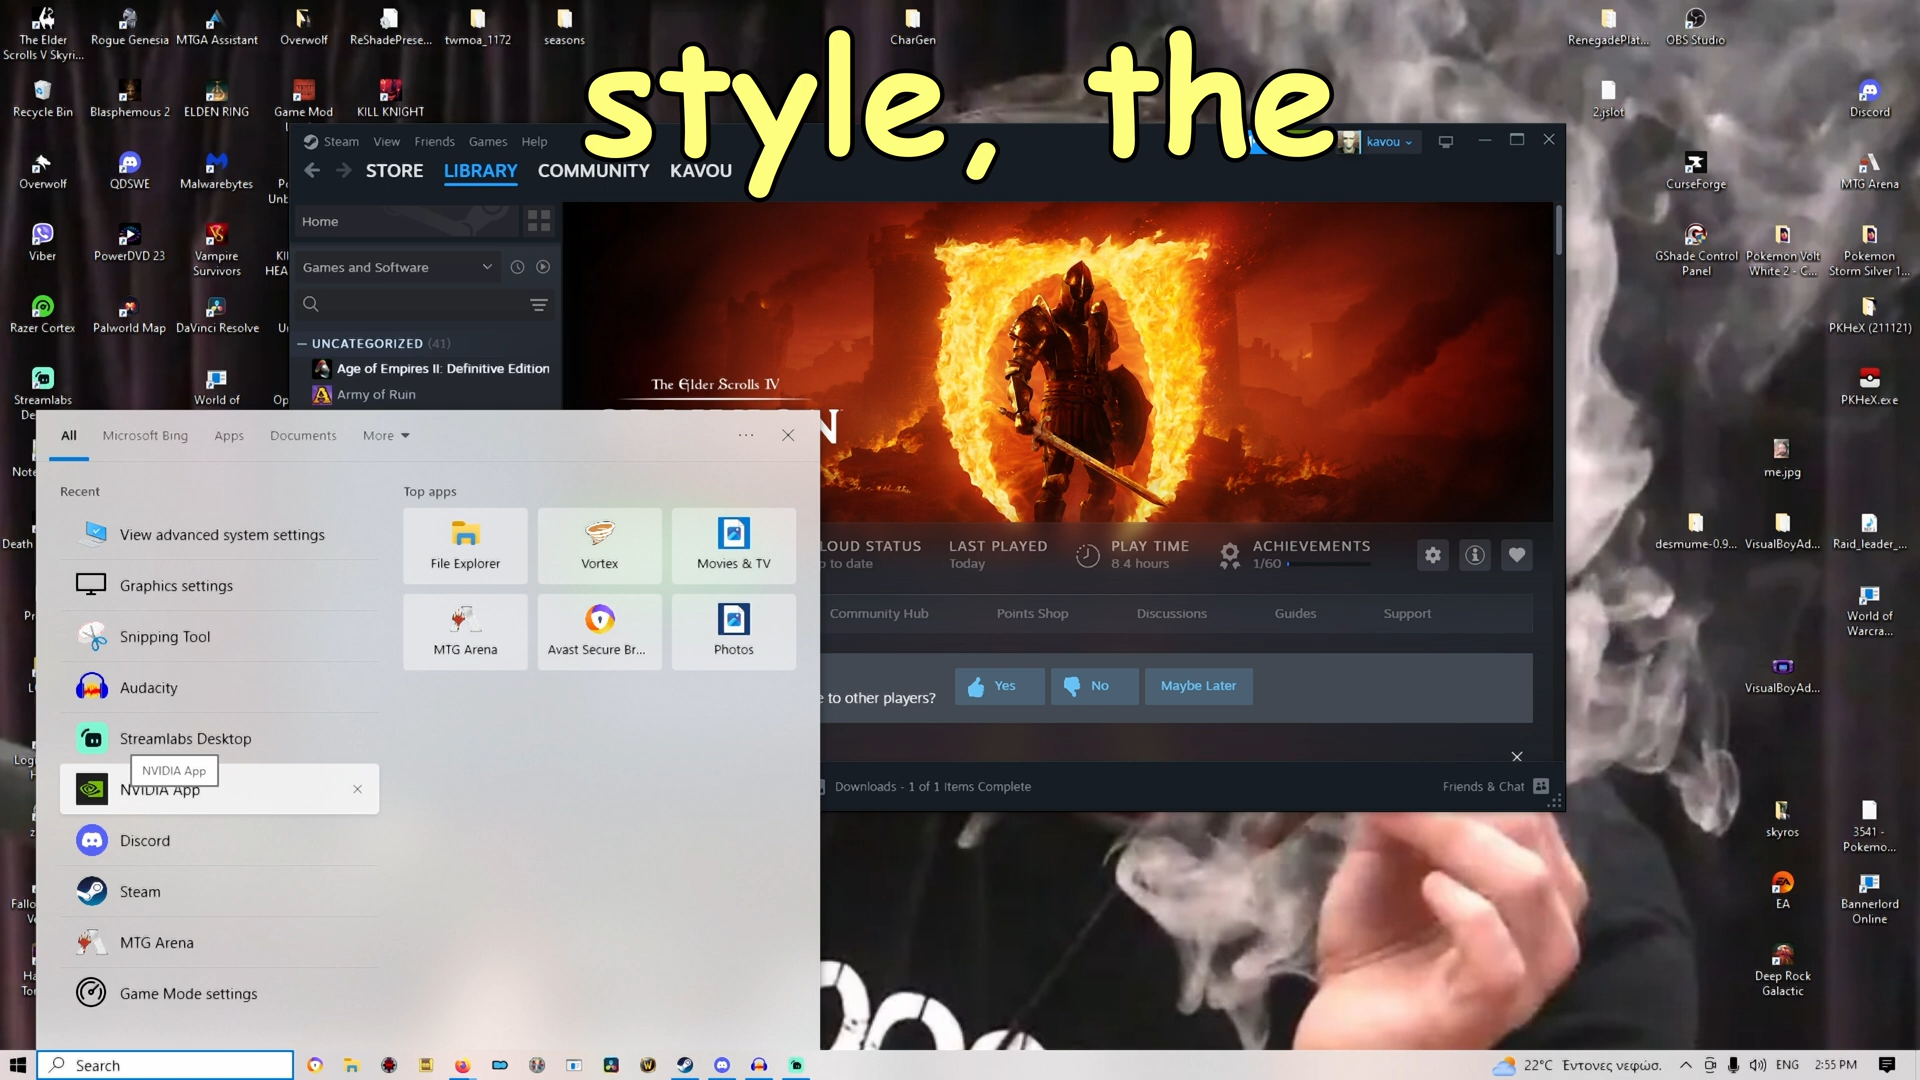 style, the
The Elder
Scrolls V Skyri...
Rogue Genesia
MTGA Assistant
Overwolf
ReShadePrese...
twmoa_1172
seasons
CharGen
RenegadePlat...
OBS Studio
Recycle Bin
Blasphemous 2
ELDEN RING
Game Mod
KILL KNIGHT
2.jslot
Discord
Overwolf
QDSWE
Malwarebytes
CurseForge
MTG Arena
Viber
PowerDVD 23
Vampire
Survivors
GShade Control
Panel
Pokemon Volt
White 2 - C...
Pokemon
Storm Silver 1...
Razer Cortex
Palworld Map
DaVinci Resolve
PKHeX (211121)
Streamlabs
World of
PKHeX.exe
me.jpg
desmume-0.9...
VisualBoyAd...
Raid_leader_...
World of
Warcra...
VisualBoyAd...
skyros
3541 -
Pokemo...
EA
Bannerlord
Online
Deep Rock
Galactic
Steam View Friends Games Help
kavou
STORE LIBRARY COMMUNITY KAVOU
Home
Games and Software
UNCATEGORIZED (41)
Age of Empires II: Definitive Edition
Army of Ruin
The Elder Scrolls IV
N
LOUD STATUS
to date
LAST PLAYED
Today
PLAY TIME
8.4 hours
ACHIEVEMENTS
1/60
Community Hub Points Shop Discussions Guides Support
e to other players?
Yes
No
Maybe Later
Downloads - 1 of 1 Items Complete
Friends & Chat
All Microsoft Bing Apps Documents More
Recent
View advanced system settings
Graphics settings
Snipping Tool
Audacity
Streamlabs Desktop
NVIDIA App
NVIDIA App
Discord
Steam
MTG Arena
Game Mode settings
Top apps
File Explorer
Vortex
Movies & TV
MTG Arena
Avast Secure Br...
Photos
Search
22°C Έντονες νεφώσ.
ENG
2:55 PM